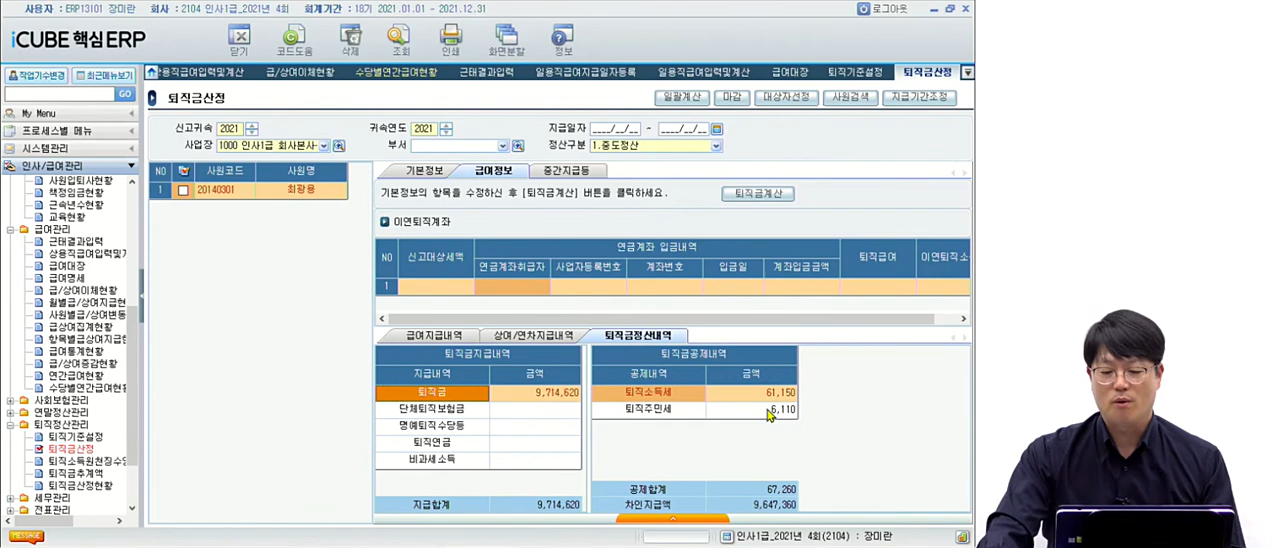 사용자 : ERP13I01 장미란 회사 : 2104 인사1급_2021년 4회 회계기간 : 18기 2021.01.01 - 2021.12.31 로그아웃
iCUBE 핵심ERP
닫기 코드도움 삭제 조회 인쇄 화면분할 정보
작업기수변경 최근메뉴보기
용직급여입력및계산 급/상여이체현황 수당별연간급여현황 근태결과입력 일용직급여지급일자등록 일용직급여입력및계산 급여대장 퇴직기준설정 퇴직금산정
GO
퇴직금산정 일괄계산 마감 대상자선정 사원검색 지급기간조정
My Menu
프로세스별 메뉴
시스템관리
인사/급여관리
신고귀속 2021 귀속연도 2021 지급일자 ____/__/__ ~ ____/__/__
사업장 1000 인사1급 회사본사 부서 정산구분 1.중도정산
NO 사원코드 사원명
1 20140301 최광용
기본정보 급여정보 중간지급등
기본정보의 항목을 수정하신 후 [퇴직금계산] 버튼을 클릭하세요. 퇴직금계산
이연퇴직계좌
NO 신고대상세액 연금계좌 입금내역 퇴직급여 이연퇴직소
연금계좌취급자 사업자등록번호 계좌번호 입금일 계좌입금금액
1
사원입퇴사현황
책정임금현황
근속년수현황
교육현황
급여관리
근태결과입력
상용직급여입력및
급여대장
급여명세
급/상여이체현황
월별급/상여지급현
사원별급/상여변동
급상여집계현황
항목별급상여지급
급여통계현황
급/상여증감현황
연간급여현황
수당별연간급여현
사회보험관리
연말정산관리
퇴직정산관리
퇴직기준설정
퇴직금산정
퇴직소득원천징수
퇴직금추계액
퇴직금산정현황
세무관리
전표관리
급여지급내역 상여/연차지급내역 퇴직금정산내역
퇴직금지급내역 퇴직금공제내역
지급내역 금액 공제내역 금액
퇴직금 9,714,620 퇴직소득세 61,150
단체퇴직보험금 퇴직주민세 6,110
명예퇴직수당등
퇴직연금
비과세소득
공제합계 67,260
지급합계 9,714,620 차인지급액 9,647,360
MESSAGE 인사1급_2021년 4회(2104) : 장미란